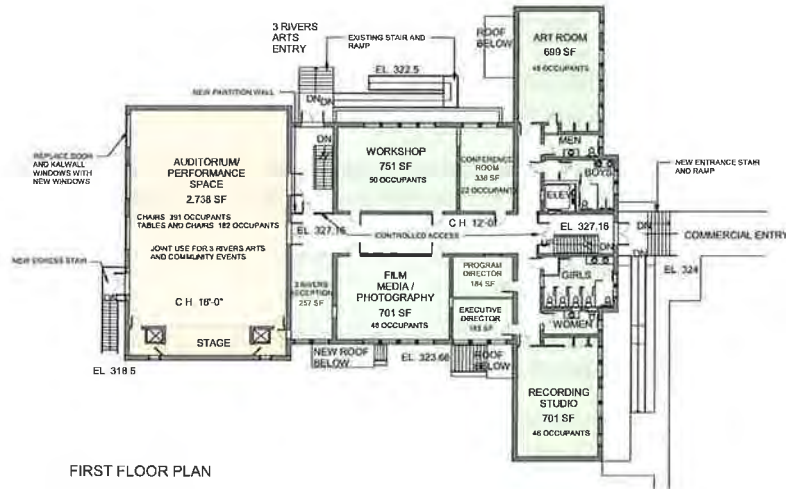 3 RIVERS
ARTS
ENTRY
EXISTING STAIR AND
RAMP
ROOF
BELOW
ART ROOM
699 SF
46 OCCUPANTS
EL 322.5
NEW PARTITION WALL
DN
DN
DN
MEN
BOYS
ELEV
REPLACE DOOR
AND KALWALL
WINDOWS WITH
NEW WINDOWS
AUDITORIUM/
PERFORMANCE
SPACE
2,738 SF
CHAIRS 391 OCCUPANTS
TABLES AND CHAIRS 182 OCCUPANTS
JOINT USE FOR 3 RIVERS ARTS
AND COMMUNITY EVENTS
C H 16'-0"
STAGE
WORKSHOP
751 SF
50 OCCUPANTS
CONFERENCE
ROOM
338 SF
22 OCCUPANTS
NEW ENTRANCE STAIR
AND RAMP
C H 12'-0"
EL 327.16
CONTROLLED ACCESS
EL 327.16
DN
DN
DN
COMMERCIAL ENTRY
EL 324
NEW EGRESS STAIR
3 RIVERS
RECEPTION
257 SF
FILM
MEDIA /
PHOTOGRAPHY
701 SF
46 OCCUPANTS
PROGRAM
DIRECTOR
184 SF
EXECUTIVE
DIRECTOR
GIRLS
WOMEN
EL 318.5
NEW ROOF
BELOW
EL 323.66
ROOF
BELOW
RECORDING
STUDIO
701 SF
46 OCCUPANTS
FIRST FLOOR PLAN